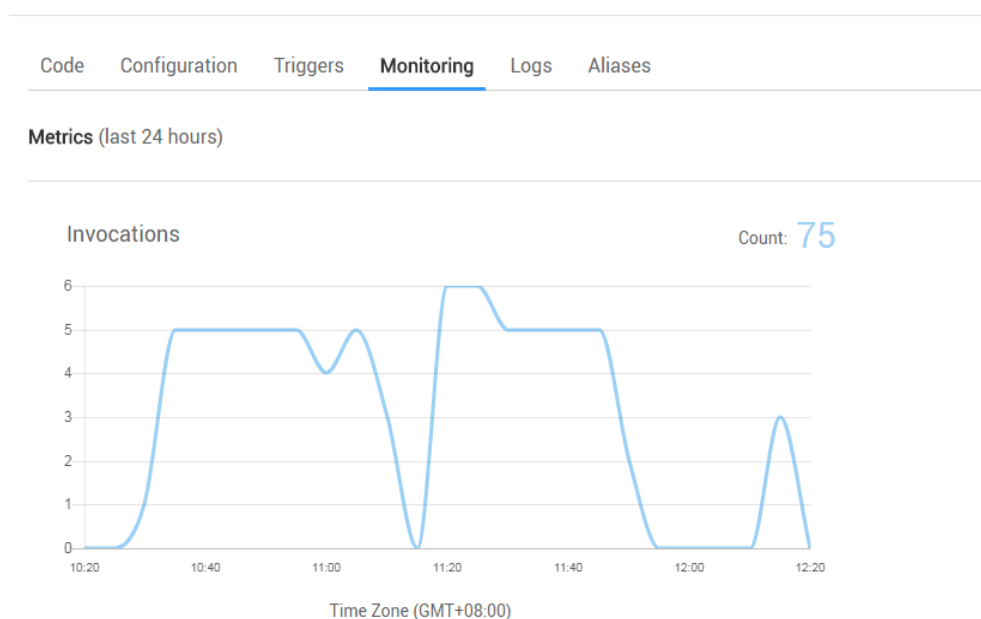 Code Configuration Triggers Monitoring Logs Aliases
Metrics (last 24 hours)
Invocations Count: 75
6
5
4
3
2
1
0
10:20 10:40 11:00 11:20 11:40 12:00 12:20
Time Zone (GMT+08:00)